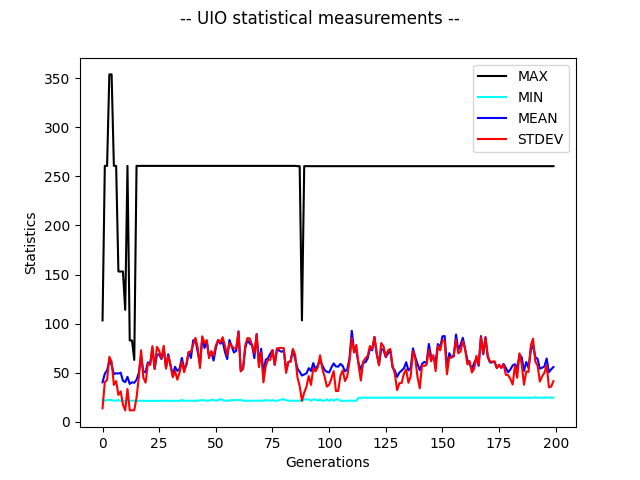 -- UIO statistical measurements --
MAX
MIN
MEAN
STDEV
Statistics
350
300
250
200
150
100
50
0
0 25 50 75 100 125 150 175 200
Generations